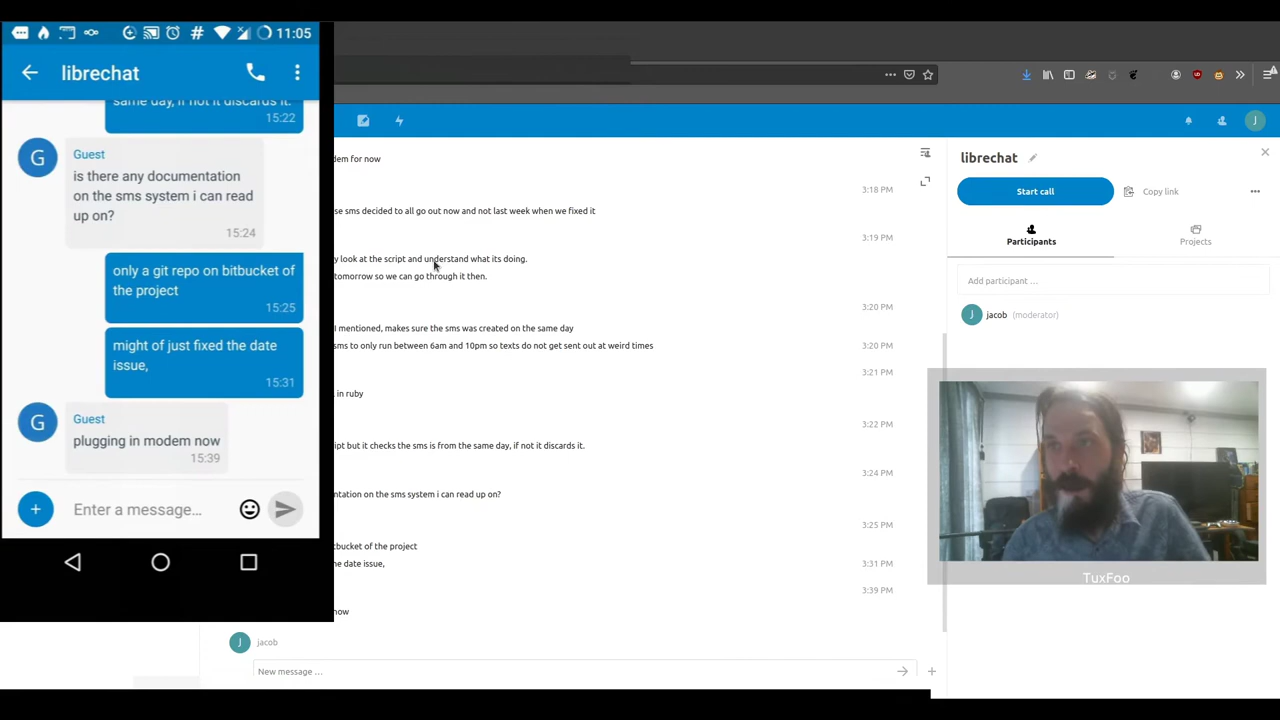 11:05
librechat
same day, if not it discards it.
15:22
G
Guest
is there any documentation
on the sms system i can read
up on?
15:24
only a git repo on bitbucket of
the project
15:25
might of just fixed the date
issue,
15:31
G
Guest
plugging in modem now
15:39
Enter a message…
J
dem for now
3:18 PM
se sms decided to all go out now and not last week when we fixed it
3:19 PM
y look at the script and understand what its doing.
tomorrow so we can go through it then.
3:20 PM
I mentioned, makes sure the sms was created on the same day
sms to only run between 6am and 10pm so texts do not get sent out at weird times
3:20 PM
3:21 PM
in ruby
3:22 PM
ipt but it checks the sms is from the same day, if not it discards it.
3:24 PM
ntation on the sms system i can read up on?
3:25 PM
tbucket of the project
he date issue,
3:31 PM
3:39 PM
now
J
jacob
New message …
librechat
Start call
Copy link
Participants
Projects
Add participant …
J
jacob (moderator)
TuxFoo